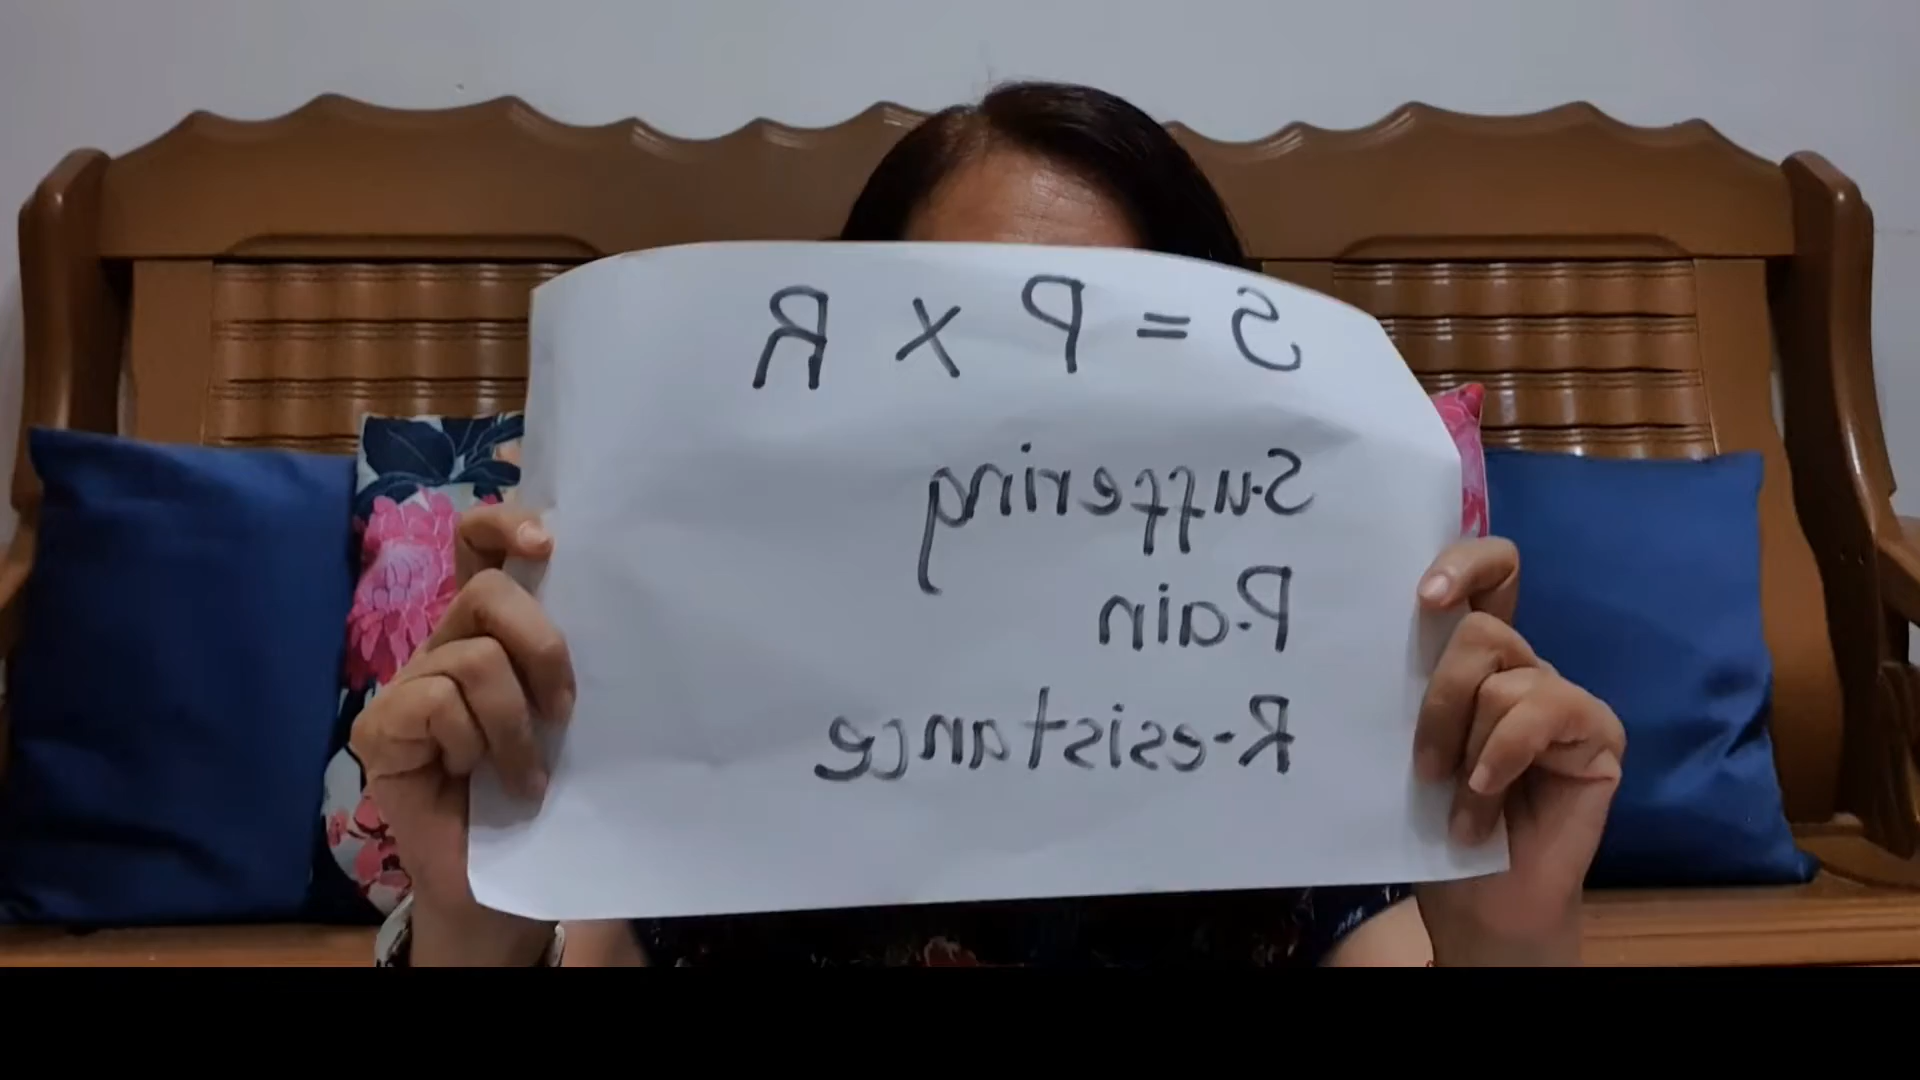 S = P x R
S-uffering
P-ain
R-esistance